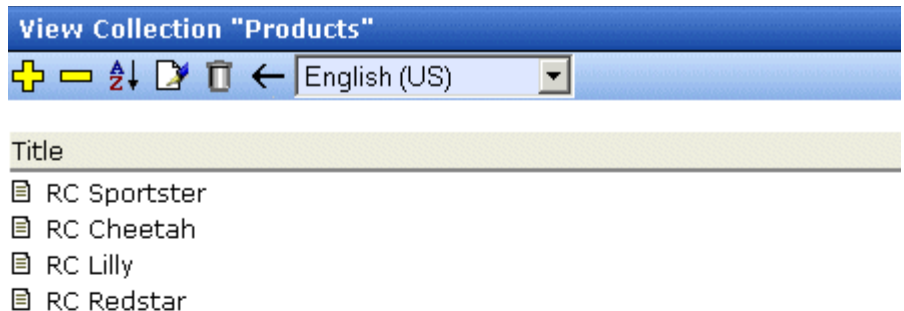 View Collection "Products"
A Z English (US)
Title
RC Sportster
RC Cheetah
RC Lilly
RC Redstar